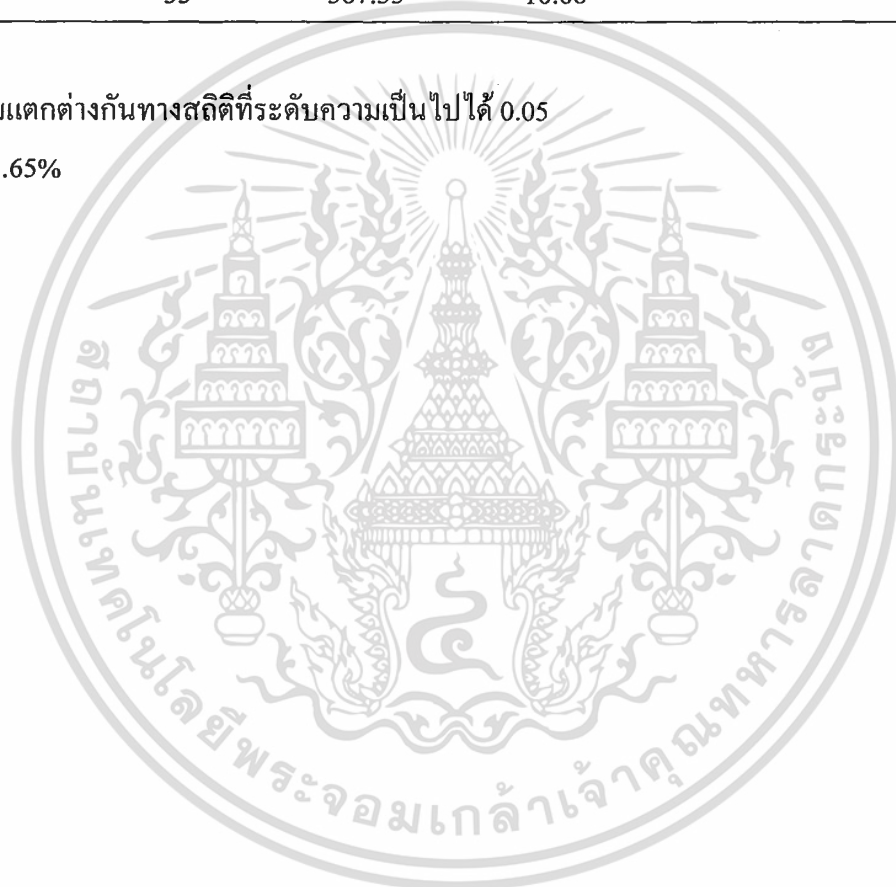 มแตกต่างกันทางสถิติที่ระดับความเป็นไปได้ 0.05
.65%
สถาบันเทคโนโลยีพระจอมเกล้าเจ้าคุณทหารลาดกระบัง
๔